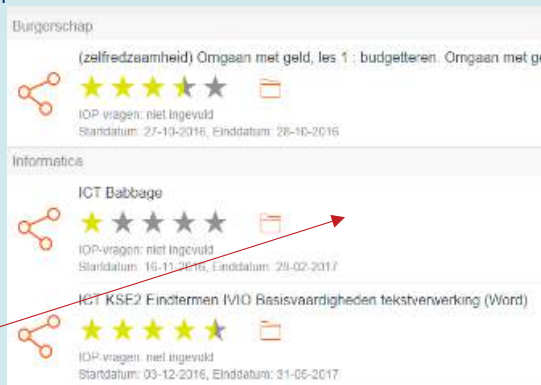 Burgerschap
(zelfredzaamheid) Omgaan met geld, les 1 : budgetteren. Omgaan met ge
IOP vragen: niet ingevuld
Startdatum: 27-10-2016, Einddatum: 28-10-2016
Informatica
ICT Babbage
IOP-vragen: niet ingevuld
Startdatum: 16-11-2016, Einddatum: 28-02-2017
ICT KSE2 Eindtermen IVIO Basisvaardigheden tekstverwerking (Word)
IOP-vragen: niet ingevuld
Startdatum: 03-12-2016, Einddatum: 31-05-2017